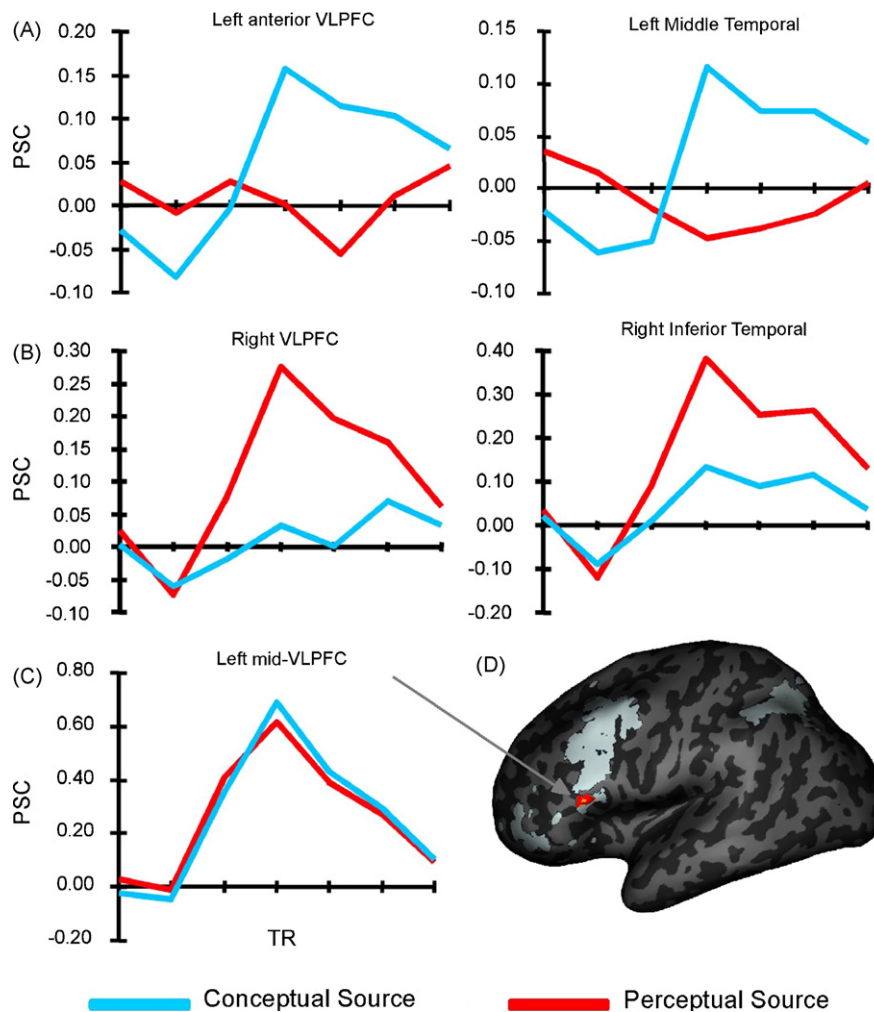 (A)
Left anterior VLPFC
PSC
0.20
0.15
0.10
0.05
0.00
-0.05
-0.10
Left Middle Temporal
0.15
0.10
0.05
0.00
-0.05
-0.10
(B)
Right VLPFC
PSC
0.30
0.25
0.20
0.15
0.10
0.05
0.00
-0.05
-0.10
Right Inferior Temporal
0.40
0.30
0.20
0.10
0.00
-0.10
-0.20
(C)
Left mid-VLPFC
PSC
0.80
0.60
0.40
0.20
0.00
-0.20
TR
(D)
Conceptual Source
Perceptual Source